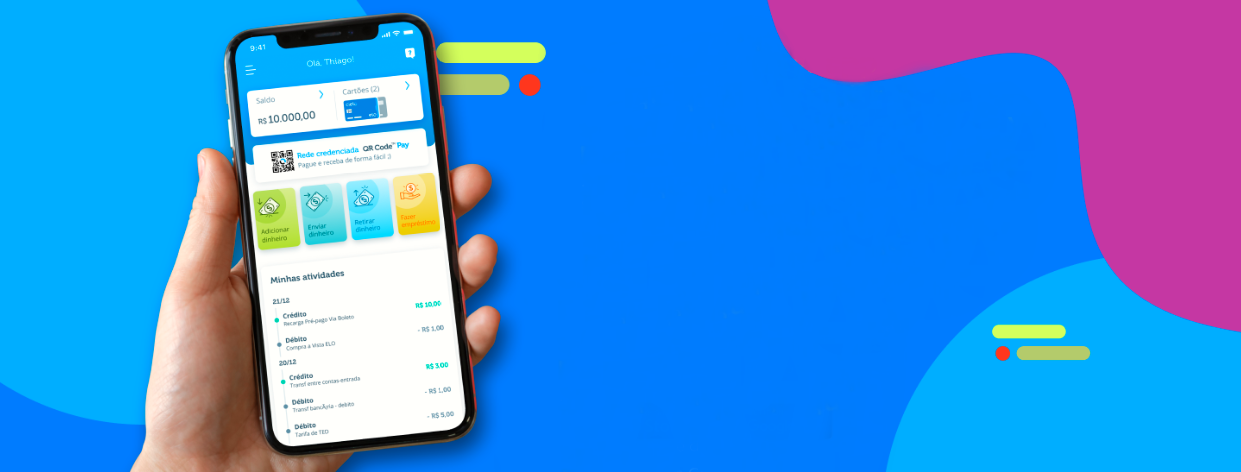 9:41
Olá, Thiago!
Saldo
Cartões (2)
R$ 10.000,00
Rede credenciada QR Code™ Pay
Pague e receba de forma fácil :)
Adicionar
dinheiro
Enviar
dinheiro
Retirar
dinheiro
Fazer
empréstimo
Minhas atividades
21/12
Crédito
R$ 10,00
Recarga Pré-pago Via Boleto
Débito
- R$ 1,00
Compra a Vista ELO
20/12
Crédito
R$ 3,00
Transf entre contas-entrada
Débito
- R$ 1,00
Transf bancÃyria - debito
Débito
- R$ 5,00
Tarifa de TED